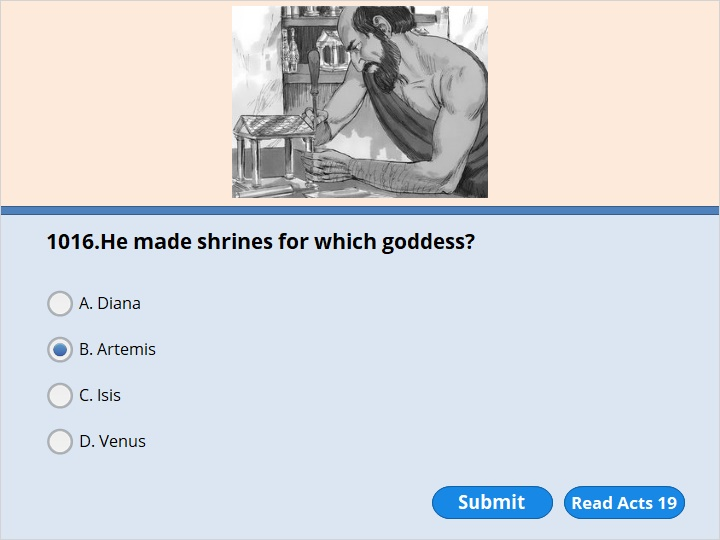 1016.He made shrines for which goddess?
A. Diana
B. Artemis
C. Isis
D. Venus
Submit
Read Acts 19